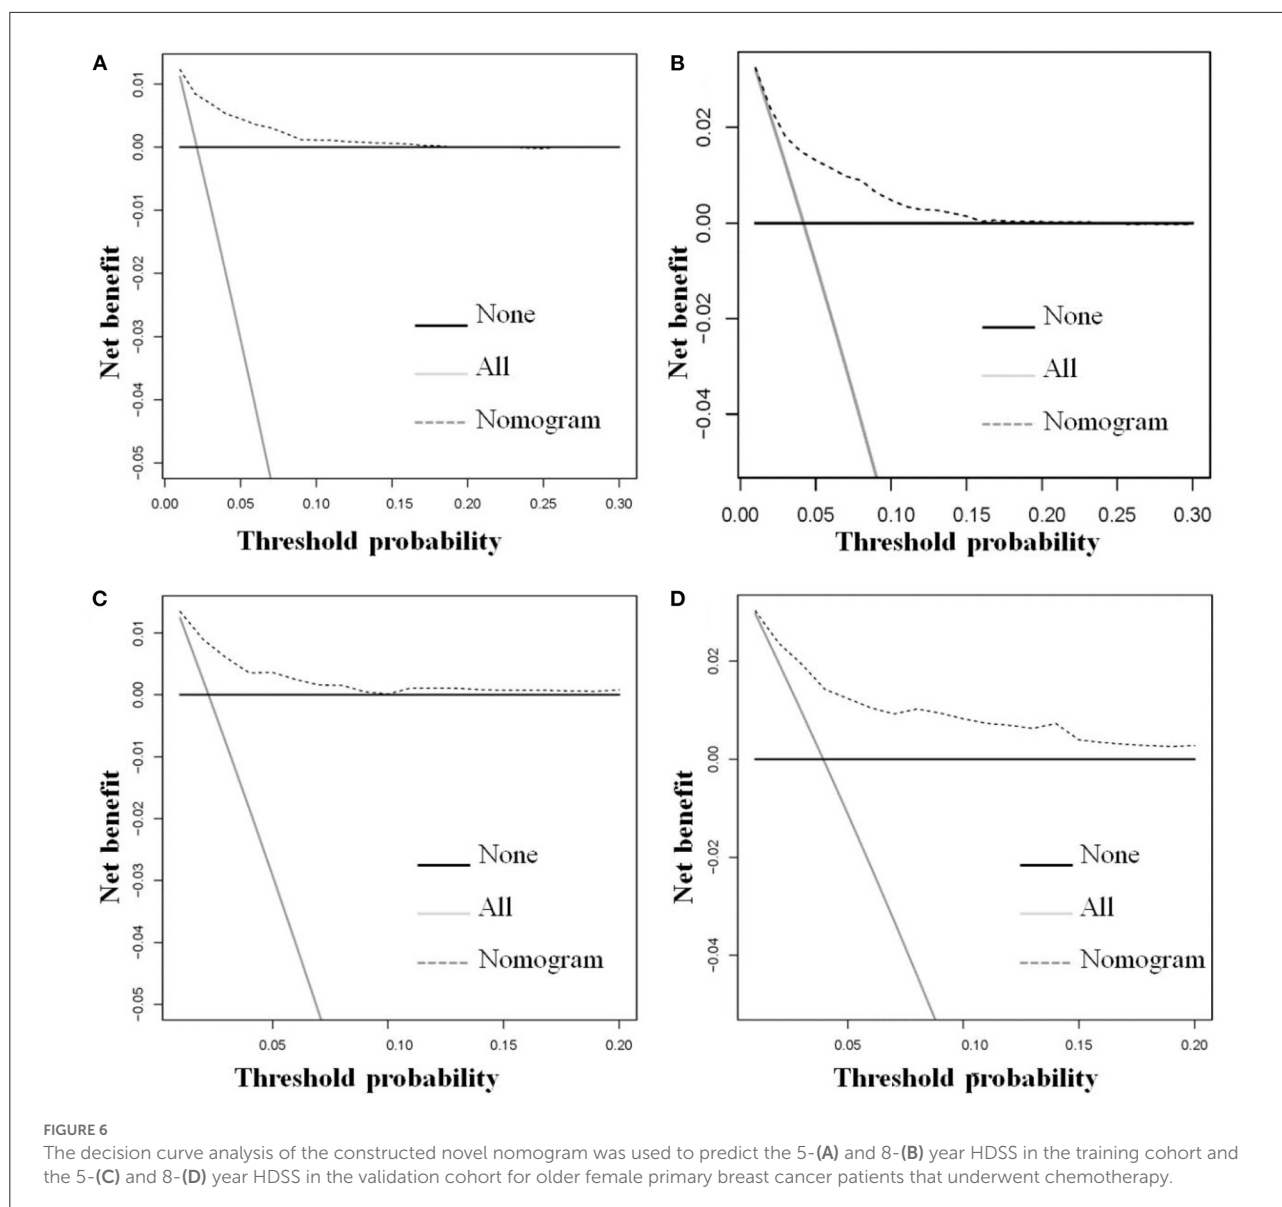 A
0.01
0.00
-0.01
-0.02
-0.03
-0.04
-0.05
Net benefit
None
All
Nomogram
0.00 0.05 0.10 0.15 0.20 0.25 0.30
Threshold probability
B
0.02
0.00
-0.02
-0.04
Net benefit
None
All
Nomogram
0.00 0.05 0.10 0.15 0.20 0.25 0.30
Threshold probability
C
0.01
0.00
-0.01
-0.02
-0.03
-0.04
-0.05
Net benefit
None
All
Nomogram
0.05 0.10 0.15 0.20
Threshold probability
D
0.02
0.00
-0.02
-0.04
Net benefit
None
All
Nomogram
0.05 0.10 0.15 0.20
Threshold probability
FIGURE 6
The decision curve analysis of the constructed novel nomogram was used to predict the 5-(A) and 8-(B) year HDSS in the training cohort and
the 5-(C) and 8-(D) year HDSS in the validation cohort for older female primary breast cancer patients that underwent chemotherapy.